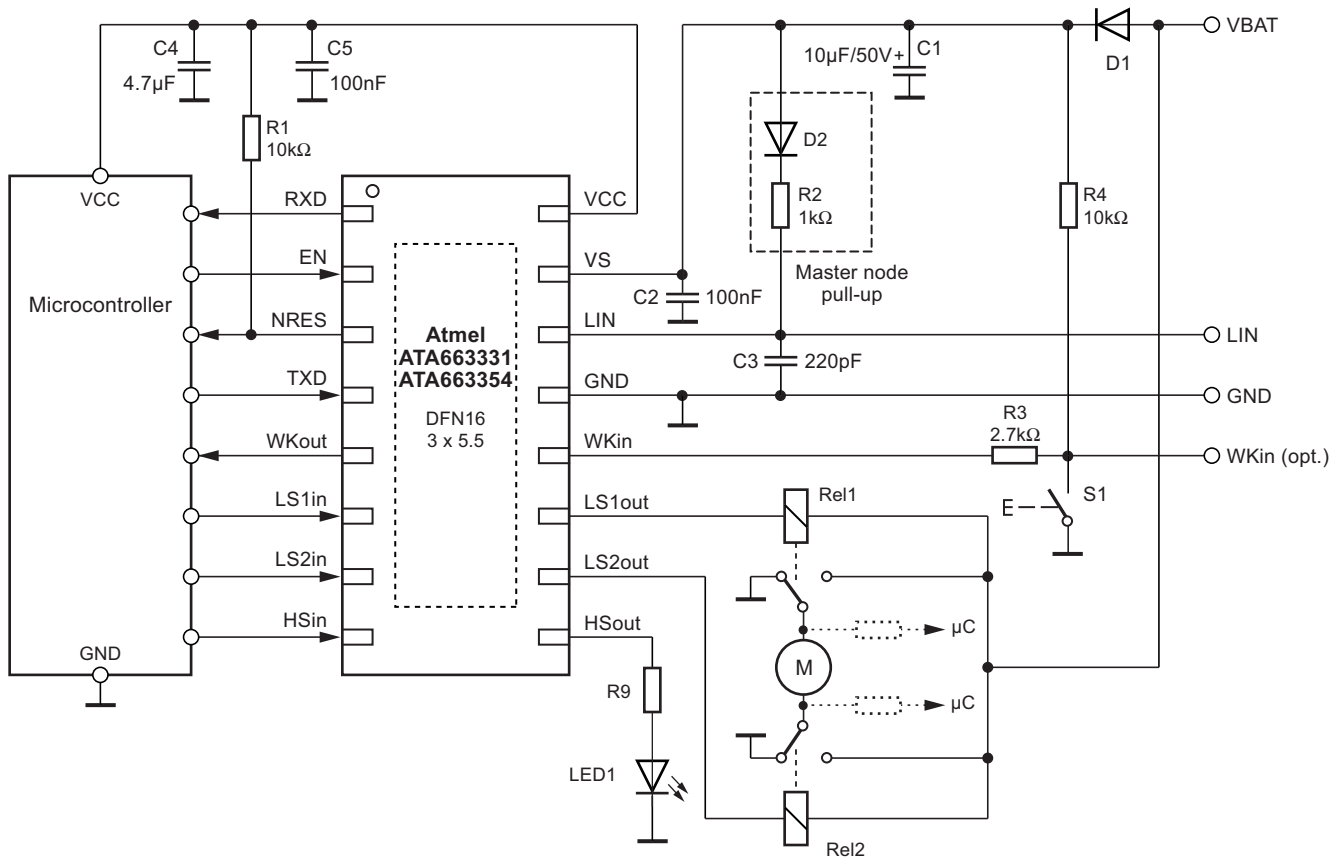 C4
4.7µF
C5
100nF
10µF/50V+
C1
D1
VBAT
R1
10kΩ
D2
R2
1kΩ
R4
10kΩ
Master node
pull-up
VCC
Microcontroller
GND
RXD
EN
NRES
TXD
WKout
LS1in
LS2in
HSin
Atmel
ATA663331
ATA663354
DFN16
3 x 5.5
VCC
VS
LIN
GND
WKin
LS1out
LS2out
HSout
C2
100nF
C3
220pF
LIN
GND
R3
2.7kΩ
WKin (opt.)
S1
E
Rel1
µC
M
µC
Rel2
R9
LED1